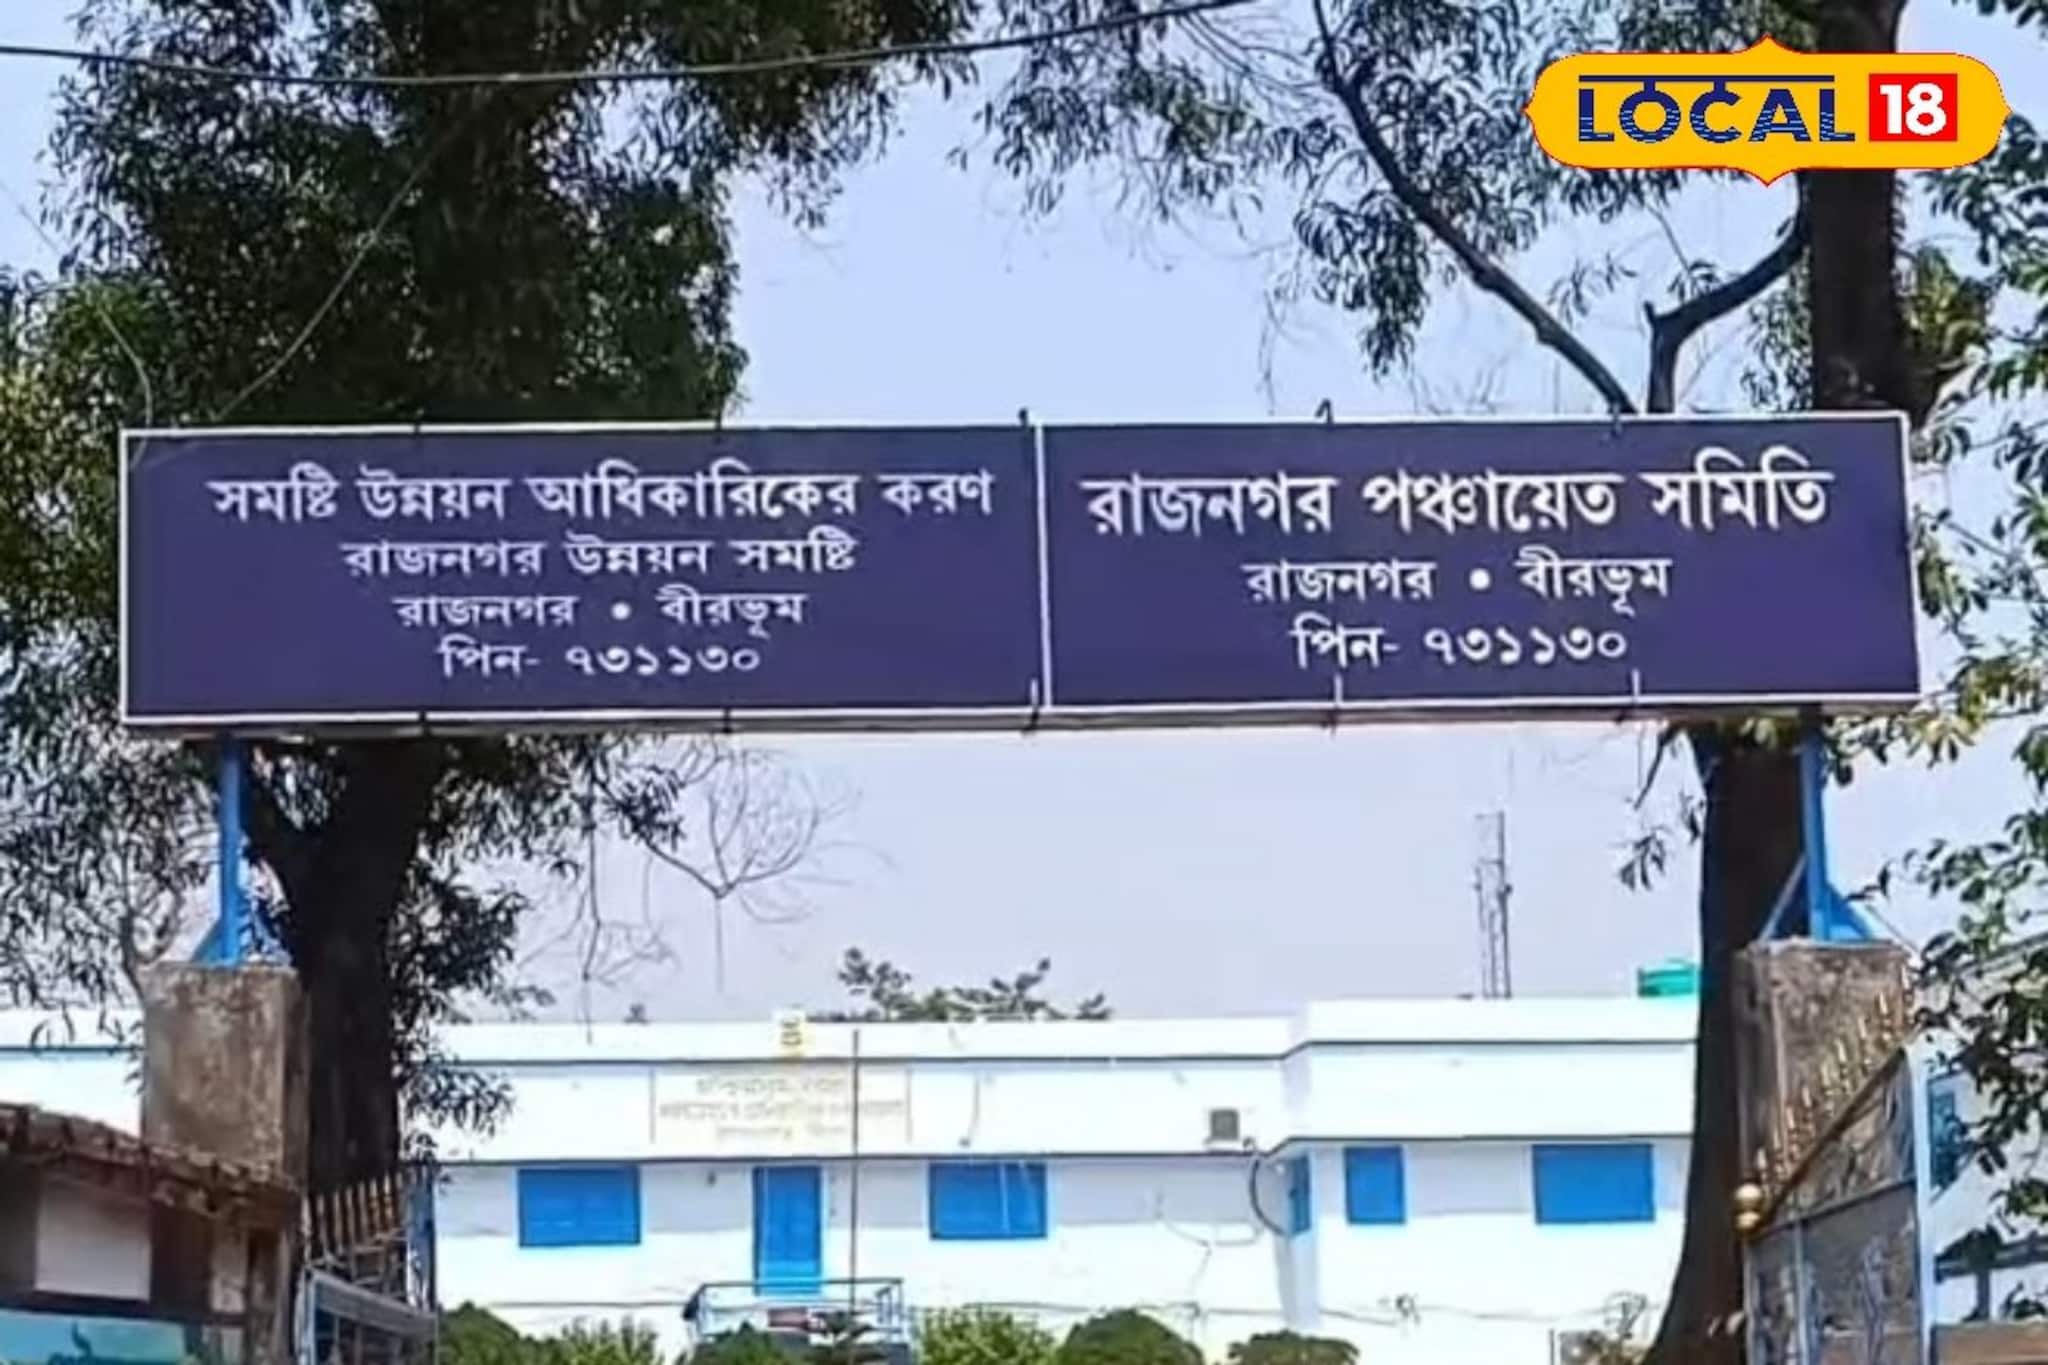 LOCAL 18
সমষ্টি উন্নয়ন আধিকারিকের করণ
রাজনগর উন্নয়ন সমষ্টি
রাজনগর • বীরভূম
পিন- ৭৩১১৩০
রাজনগর পঞ্চায়েত সমিতি
রাজনগর • বীরভূম
পিন- ৭৩১১৩০